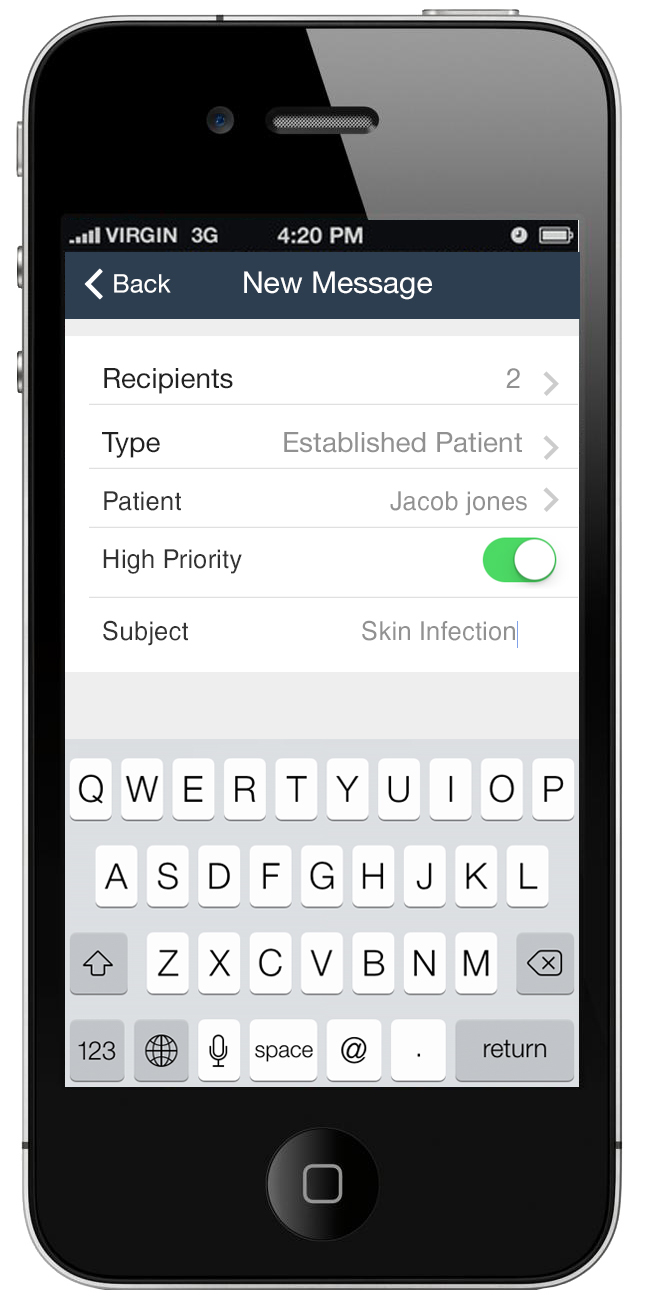 VIRGIN 3G 4:20 PM
Back New Message
Recipients 2
Type Established Patient
Patient Jacob jones
High Priority
Subject Skin Infection
Q W E R T Y U I O P
A S D F G H J K L
Z X C V B N M
123 space @ . return